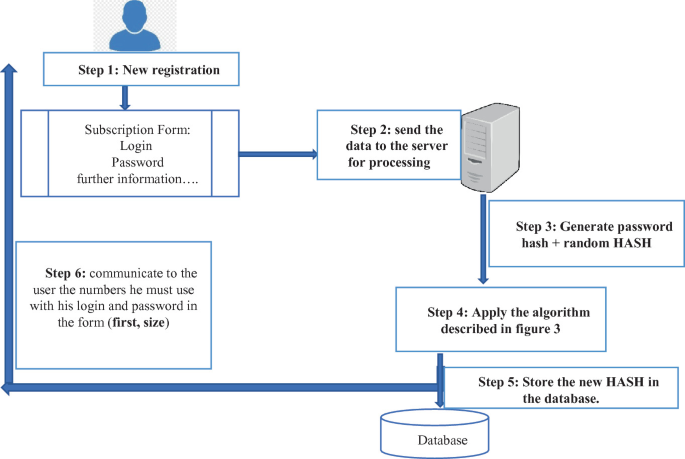 Step 1: New registration
Subscription Form:
Login
Password
further information….
Step 2: send the
data to the server
for processing
Step 3: Generate password
hash + random HASH
Step 4: Apply the algorithm
described in figure 3
Step 5: Store the new HASH in
the database.
Database
Step 6: communicate to the
user the numbers he must use
with his login and password in
the form (first, size)